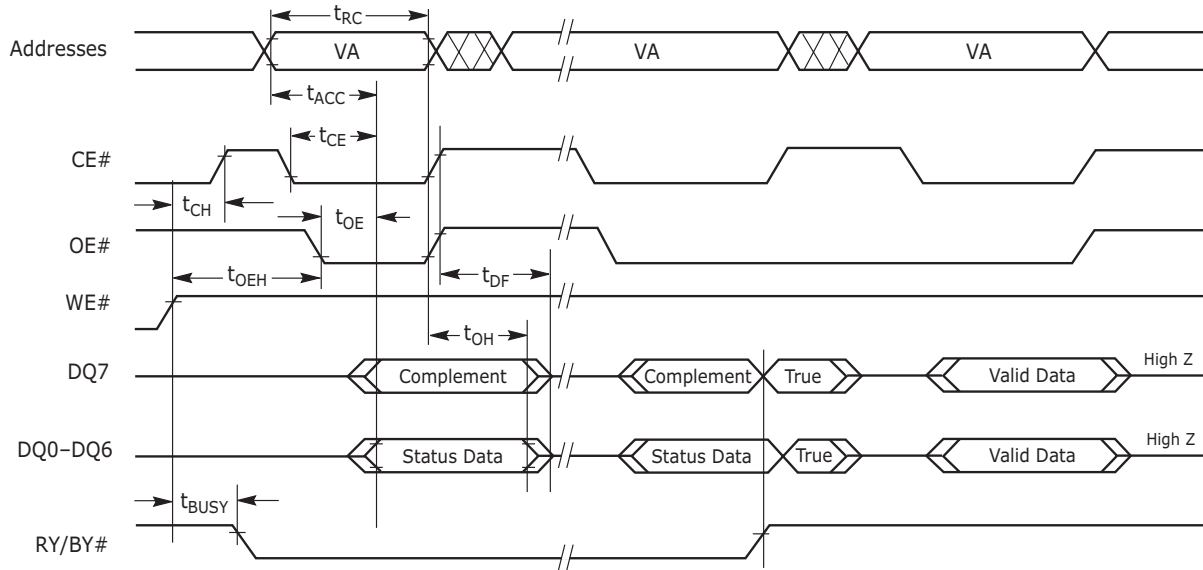 tRC
Addresses VA VA VA
tACC
tCE
CE#
tCH tOE
OE#
tOEH tDF
WE#
tOH
DQ7 Complement Complement True Valid Data High Z
DQ0–DQ6 Status Data Status Data True Valid Data High Z
tBUSY
RY/BY#